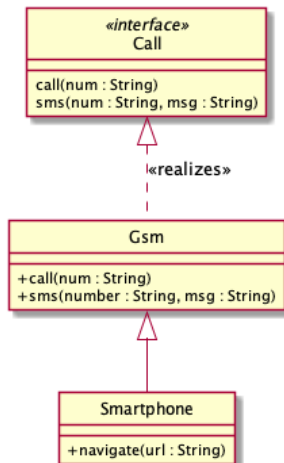 «interface»
Call
call(num : String)
sms(num : String, msg : String)
«realizes»
Gsm
+call(num : String)
+sms(number : String, msg : String)
Smartphone
+navigate(url : String)